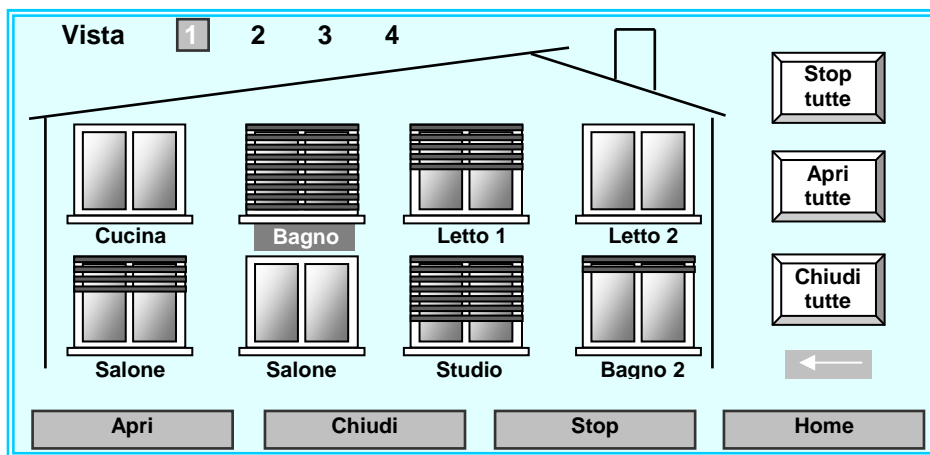 Vista 1 2 3 4
Stop
tutte
Apri
tutte
Cucina Bagno Letto 1 Letto 2
Chiudi
tutte
Salone Salone Studio Bagno 2
Apri Chiudi Stop Home